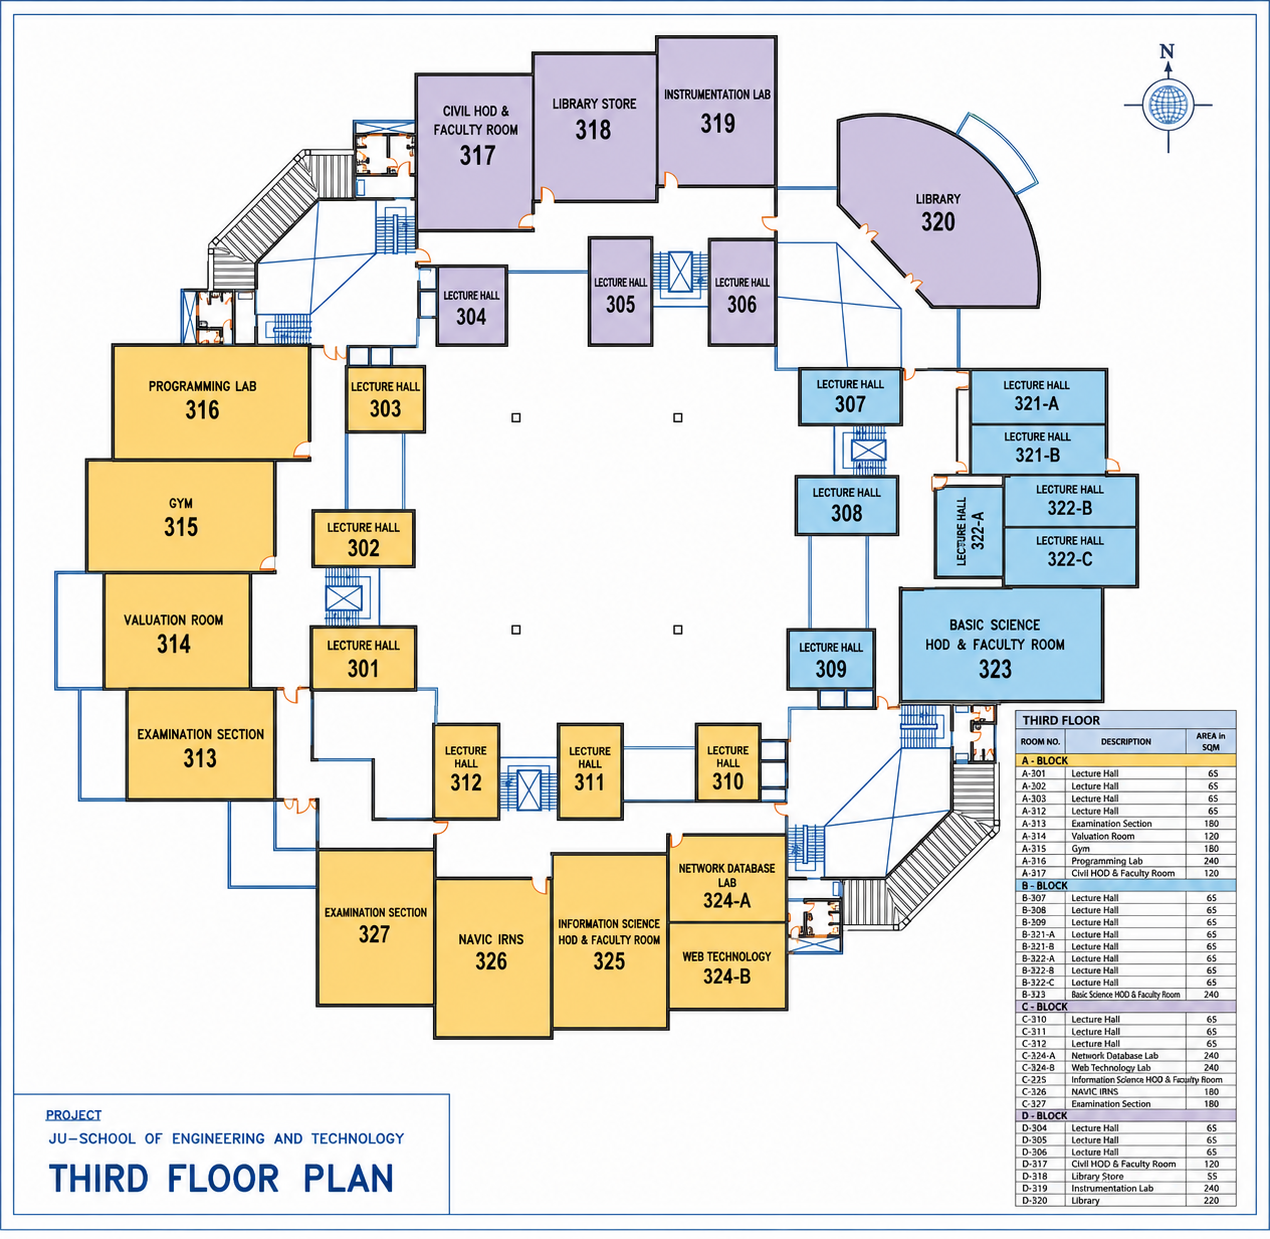 N
INSTRUMENTATION LAB
319
LIBRARY STORE
318
CIVIL HOD &
FACULTY ROOM
317
LIBRARY
320
LECTURE HALL
304
LECTURE HALL
305
LECTURE HALL
306
PROGRAMMING LAB
316
LECTURE HALL
303
LECTURE HALL
307
LECTURE HALL
321-A
LECTURE HALL
321-B
GYM
315
LECTURE HALL
302
LECTURE HALL
308
LECTURE HALL
322-A
LECTURE HALL
322-B
LECTURE HALL
322-C
VALUATION ROOM
314
LECTURE HALL
301
LECTURE HALL
309
BASIC SCIENCE
HOD & FACULTY ROOM
323
EXAMINATION SECTION
313
LECTURE
HALL
312
LECTURE
HALL
311
LECTURE
HALL
310
EXAMINATION SECTION
327
NAVIC IRNS
326
INFORMATION SCIENCE
HOD & FACULTY ROOM
325
NETWORK DATABASE
LAB
324-A
WEB TECHNOLOGY
324-B
THIRD FLOOR
ROOM NO. DESCRIPTION AREA in SQM
A - BLOCK
A-301 Lecture Hall 65
A-302 Lecture Hall 65
A-303 Lecture Hall 65
A-312 Lecture Hall 65
A-313 Examination Section 180
A-314 Valuation Room 120
A-315 Gym 180
A-316 Programming Lab 240
A-317 Civil HOD & Faculty Room 120
B - BLOCK
B-307 Lecture Hall 65
B-308 Lecture Hall 65
B-309 Lecture Hall 65
B-321-A Lecture Hall 65
B-321-B Lecture Hall 65
B-322-A Lecture Hall 65
B-322-B Lecture Hall 65
B-322-C Lecture Hall 65
B-323 Basic Science HOD & Faculty Room 240
C - BLOCK
C-310 Lecture Hall 65
C-311 Lecture Hall 65
C-312 Lecture Hall 65
C-324-A Network Database Lab 240
C-324-B Web Technology Lab 240
C-225 Information Science HOD & Faculty Room
C-326 NAVIC IRNS 180
C-327 Examination Section 180
D - BLOCK
D-304 Lecture Hall 65
D-305 Lecture Hall 65
D-306 Lecture Hall 65
D-317 Civil HOD & Faculty Room 120
D-318 Library Store 55
D-319 Instrumentation Lab 240
D-320 Library 220
PROJECT
JU-SCHOOL OF ENGINEERING AND TECHNOLOGY
THIRD FLOOR PLAN